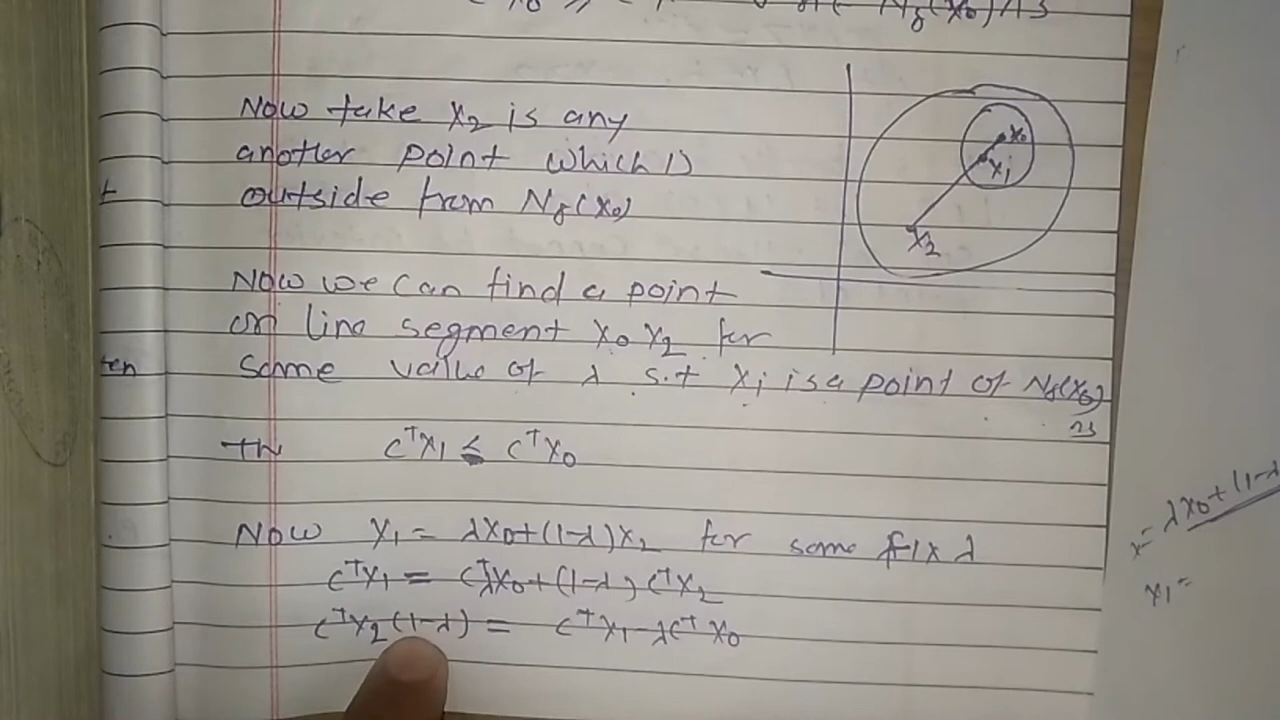 Nδ(x₀) ∩ S
Now take x₂ is any
another point which is
outside from Nδ(x₀)
x₀
x₁
x₂
Now we can find a point
on line segment x₀ x₂ for
some value of λ s.t x₁ is a point of Nδ(x₀)
∩S
th cᵀx₁ ≤ cᵀx₀
Now x₁ = λx₀+(1-λ)x₂ for some fix λ
cᵀx₁ = cᵀλx₀+(1-λ)cᵀx₂
cᵀx₂(1-λ) = cᵀx₁-λcᵀx₀
x = λx₀+(1-λ
x₁ =